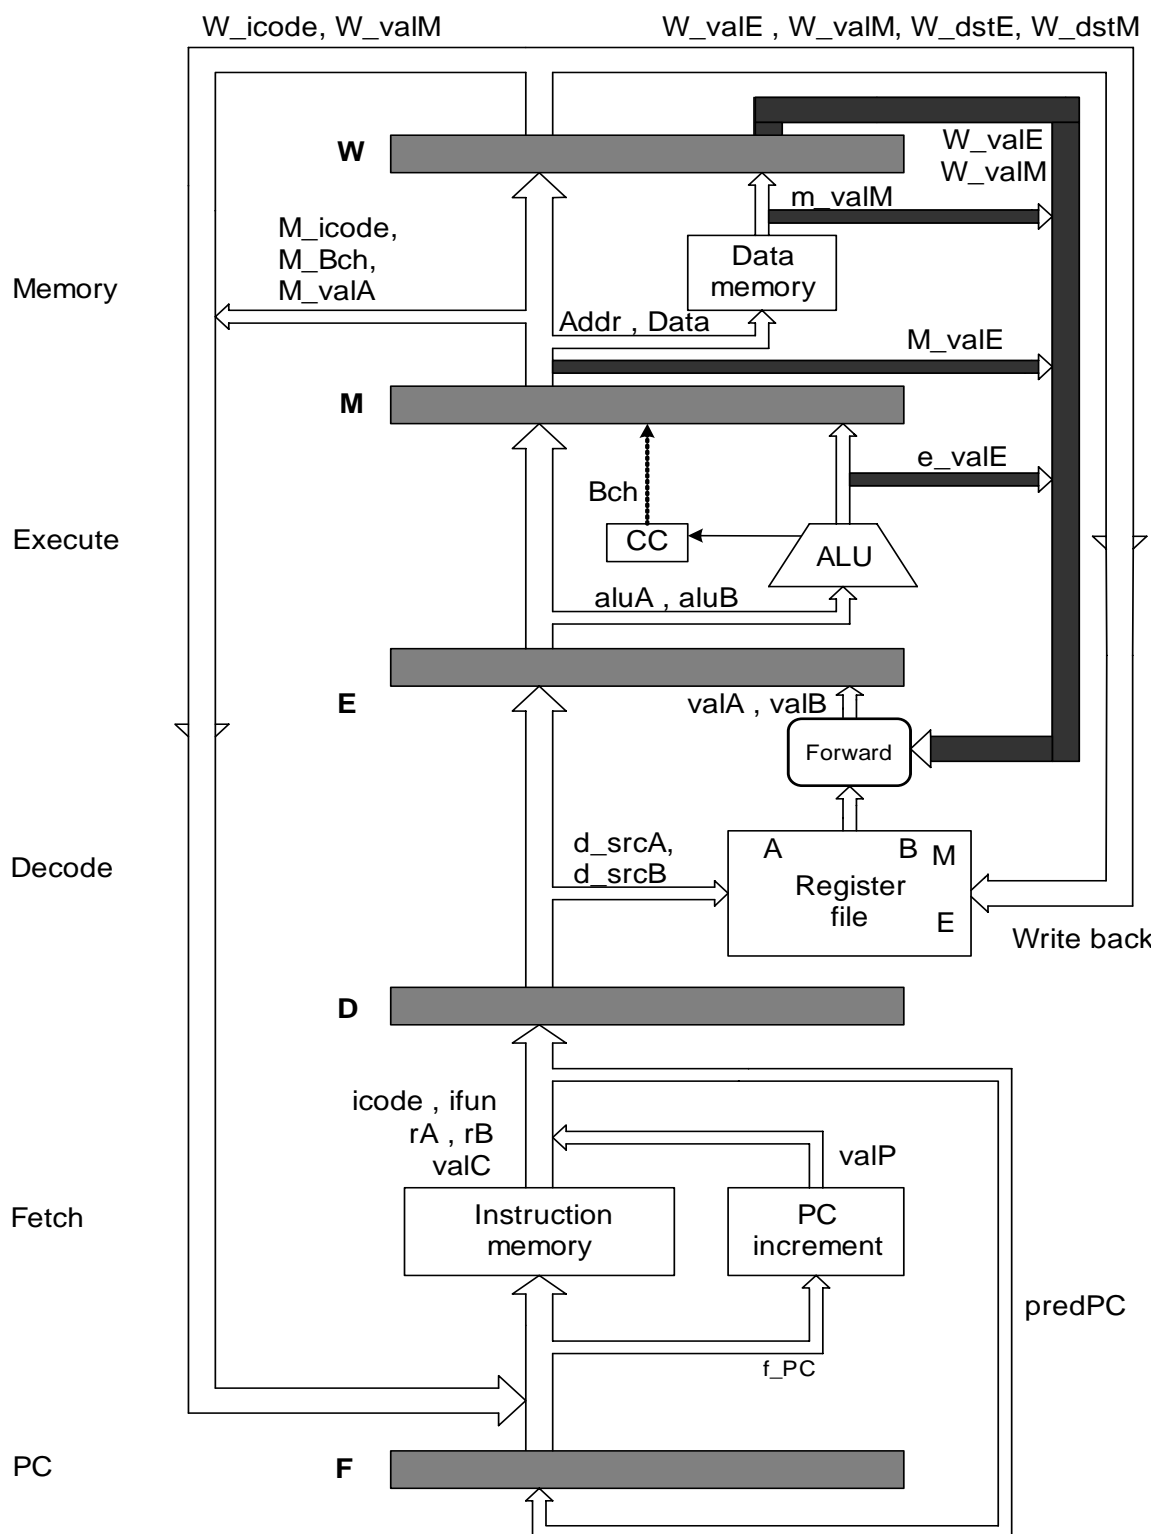 W_icode, W_valM
W_valE , W_valM, W_dstE, W_dstM
W
W_valE
W_valM
m_valM
M_icode,
M_Bch,
M_valA
Data
memory
Memory
Addr , Data
M_valE
M
e_valE
Bch
Execute
CC
ALU
aluA , aluB
E
valA , valB
Forward
Decode
d_srcA,
d_srcB
A
B
M
Register
file
E
Write back
D
icode , ifun
rA , rB
valC
valP
Fetch
Instruction
memory
PC
increment
predPC
f_PC
PC
F